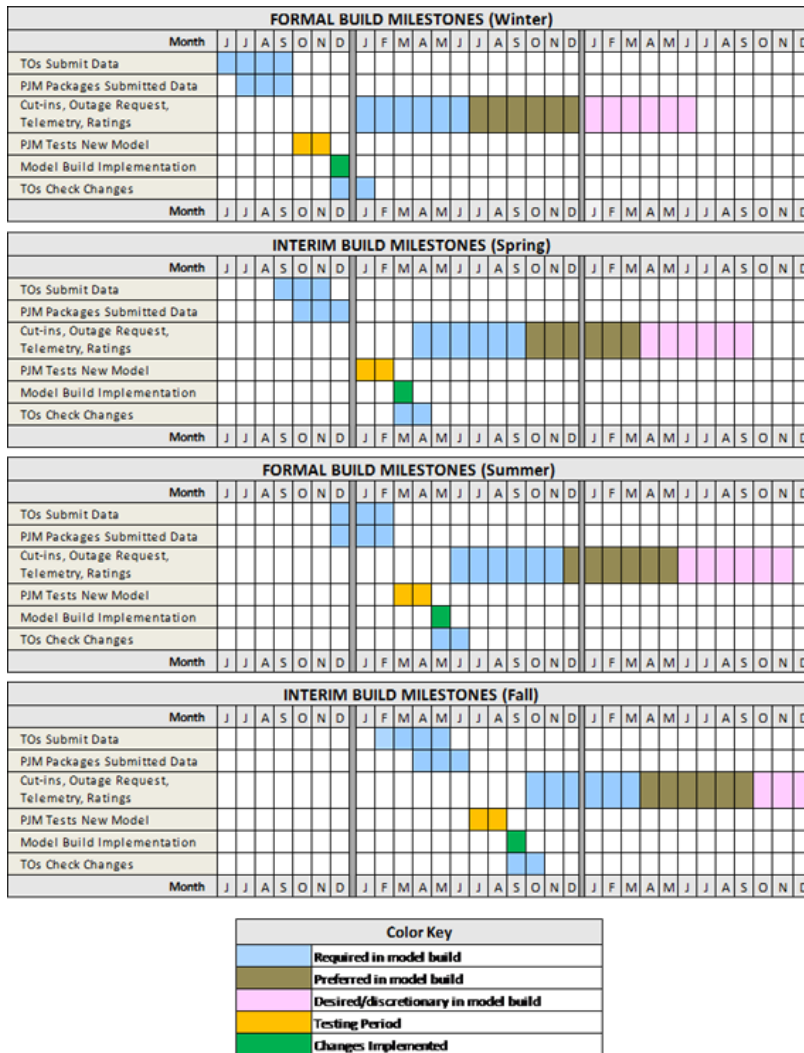 FORMAL BUILD MILESTONES (Winter)
Month J J A S O N D J F M A M J J A S O N D J F M A M J J A S O N D
TOs Submit Data
PJM Packages Submitted Data
Cut-ins, Outage Request,
Telemetry, Ratings
PJM Tests New Model
Model Build Implementation
TOs Check Changes
Month J J A S O N D J F M A M J J A S O N D J F M A M J J A S O N D
INTERIM BUILD MILESTONES (Spring)
Month J J A S O N D J F M A M J J A S O N D J F M A M J J A S O N D
TOs Submit Data
PJM Packages Submitted Data
Cut-ins, Outage Request,
Telemetry, Ratings
PJM Tests New Model
Model Build Implementation
TOs Check Changes
Month J J A S O N D J F M A M J J A S O N D J F M A M J J A S O N D
FORMAL BUILD MILESTONES (Summer)
Month J J A S O N D J F M A M J J A S O N D J F M A M J J A S O N D
TOs Submit Data
PJM Packages Submitted Data
Cut-ins, Outage Request,
Telemetry, Ratings
PJM Tests New Model
Model Build Implementation
TOs Check Changes
Month J J A S O N D J F M A M J J A S O N D J F M A M J J A S O N D
INTERIM BUILD MILESTONES (Fall)
Month J J A S O N D J F M A M J J A S O N D J F M A M J J A S O N D
TOs Submit Data
PJM Packages Submitted Data
Cut-ins, Outage Request,
Telemetry, Ratings
PJM Tests New Model
Model Build Implementation
TOs Check Changes
Month J J A S O N D J F M A M J J A S O N D J F M A M J J A S O N D
Color Key
Required in model build
Preferred in model build
Desired/discretionary in model build
Testing Period
Changes Implemented